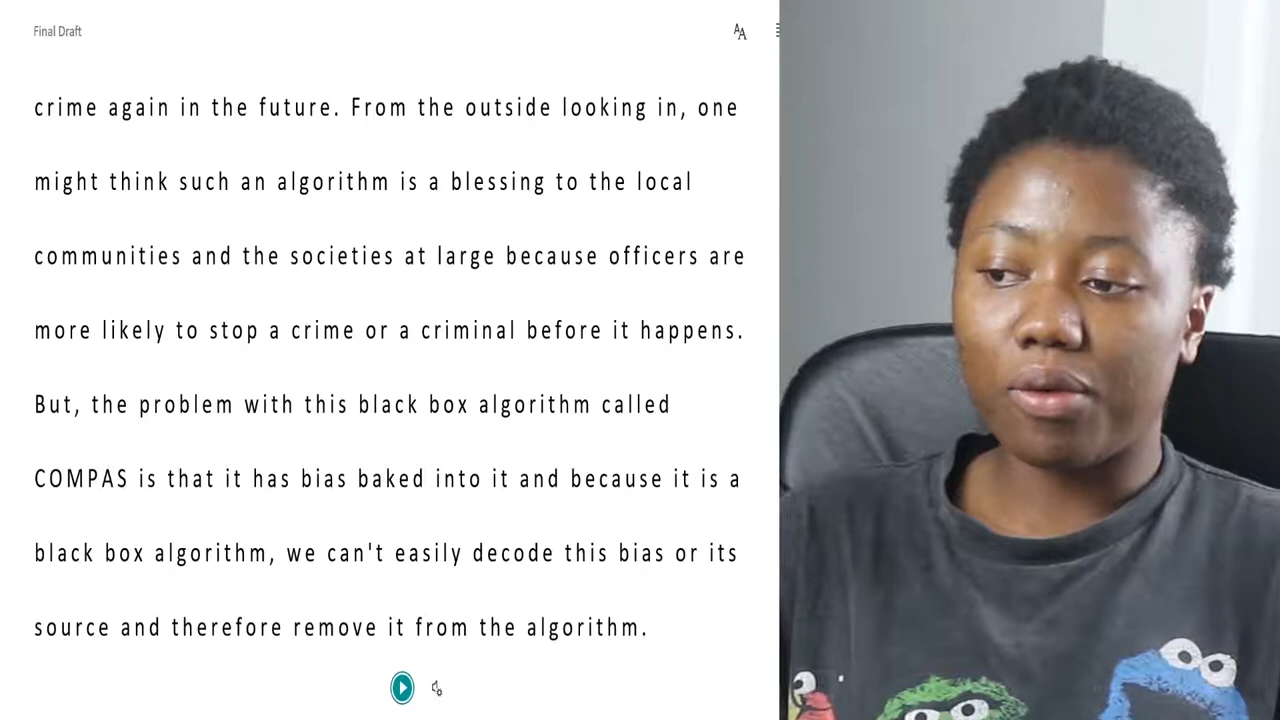 Final Draft
crime again in the future. From the outside looking in, one
might think such an algorithm is a blessing to the local
communities and the societies at large because officers are
more likely to stop a crime or a criminal before it happens.
But, the problem with this black box algorithm called
COMPAS is that it has bias baked into it and because it is a
black box algorithm, we can't easily decode this bias or its
source and therefore remove it from the algorithm.